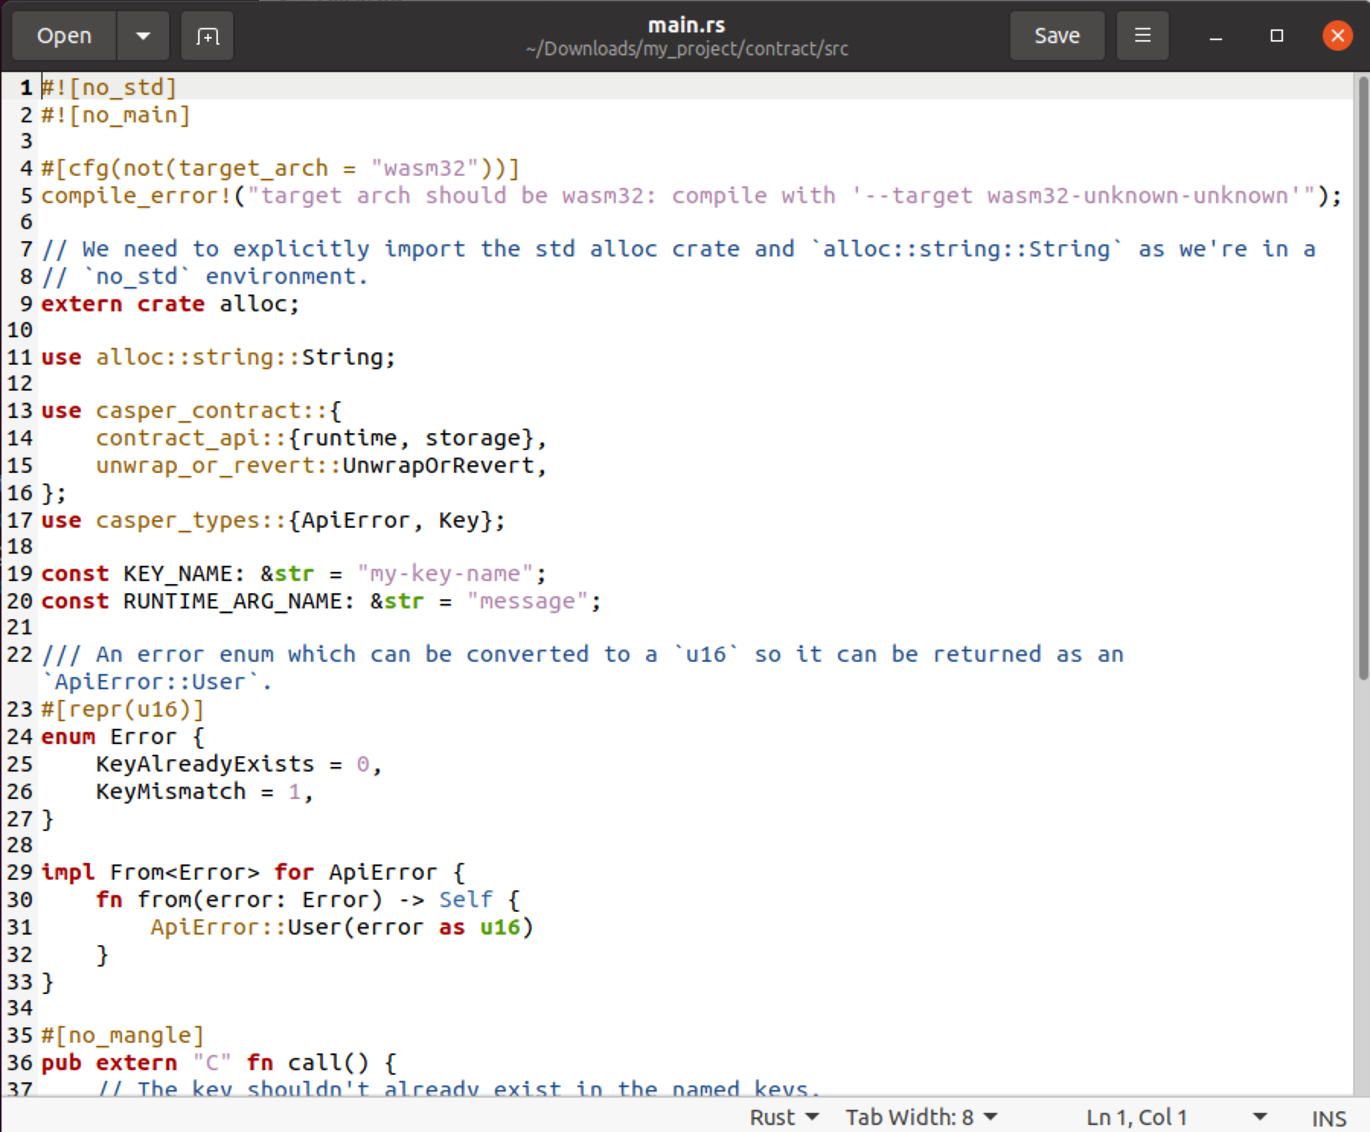 Open
main.rs
~/Downloads/my_project/contract/src
Save
1 #![no_std]
2 #![no_main]
3
4 #[cfg(not(target_arch = "wasm32"))]
5 compile_error!("target arch should be wasm32: compile with '--target wasm32-unknown-unknown'");
6
7 // We need to explicitly import the std alloc crate and `alloc::string::String` as we're in a
8 // `no_std` environment.
9 extern crate alloc;
10
11 use alloc::string::String;
12
13 use casper_contract::{
14     contract_api::{runtime, storage},
15     unwrap_or_revert::UnwrapOrRevert,
16 };
17 use casper_types::{ApiError, Key};
18
19 const KEY_NAME: &str = "my-key-name";
20 const RUNTIME_ARG_NAME: &str = "message";
21
22 /// An error enum which can be converted to a `u16` so it can be returned as an
`ApiError::User`.
23 #[repr(u16)]
24 enum Error {
25     KeyAlreadyExists = 0,
26     KeyMismatch = 1,
27 }
28
29 impl From<Error> for ApiError {
30     fn from(error: Error) -> Self {
31         ApiError::User(error as u16)
32     }
33 }
34
35 #[no_mangle]
36 pub extern "C" fn call() {
37     // The key shouldn't already exist in the named keys.
Rust
Tab Width: 8
Ln 1, Col 1
INS